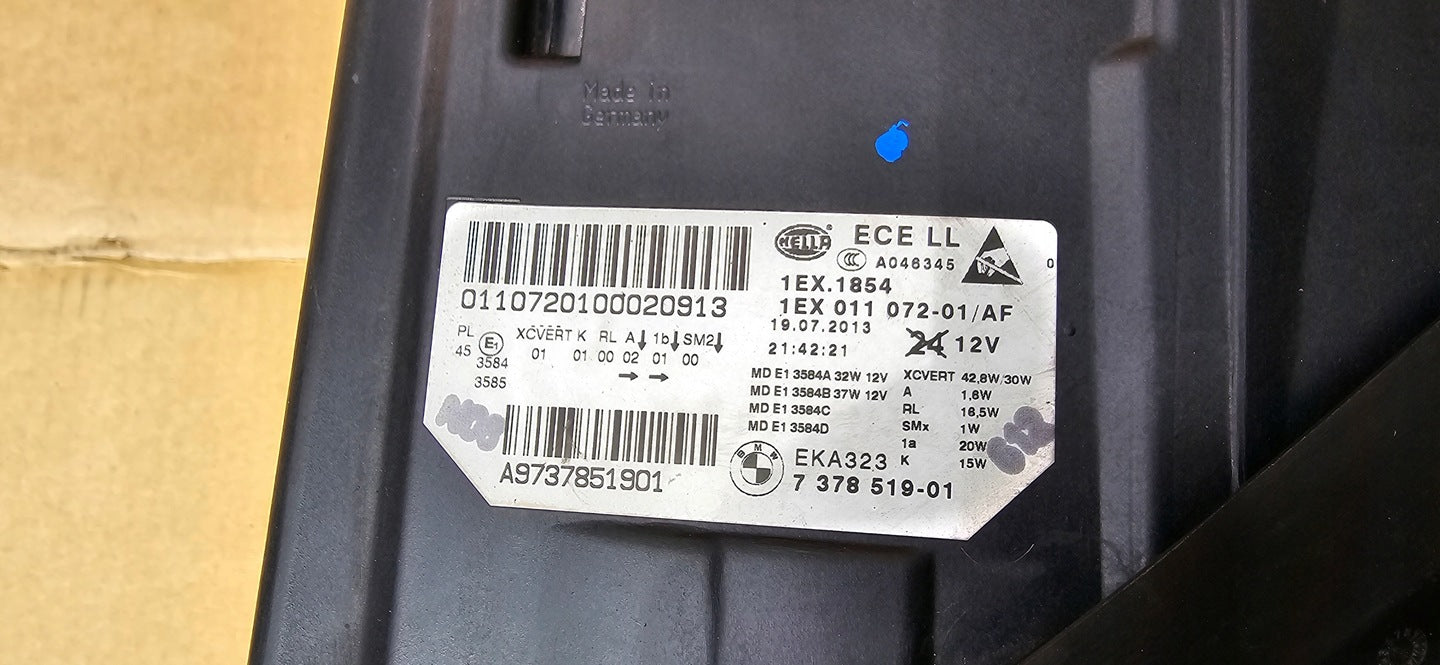 Made in
Germany
0110720100020913
HELLA
ECE LL
CCC A046345
0
1EX.1854
1EX 011 072-01/AF
19.07.2013
21:42:21
24 12V
PL E1 XCVERT K RL A↓ 1b↓ SM2↓
45 3584 01 01 00 02 01 00
3585 → →
MD E1 3584A 32W 12V
MD E1 3584B 37W 12V
MD E1 3584C
MD E1 3584D
XCVERT 42,8W/30W
A 1,6W
RL 16,5W
SMx 1W
1a 20W
K 15W
A9737851901
BMW
EKA323
7 378 519-01